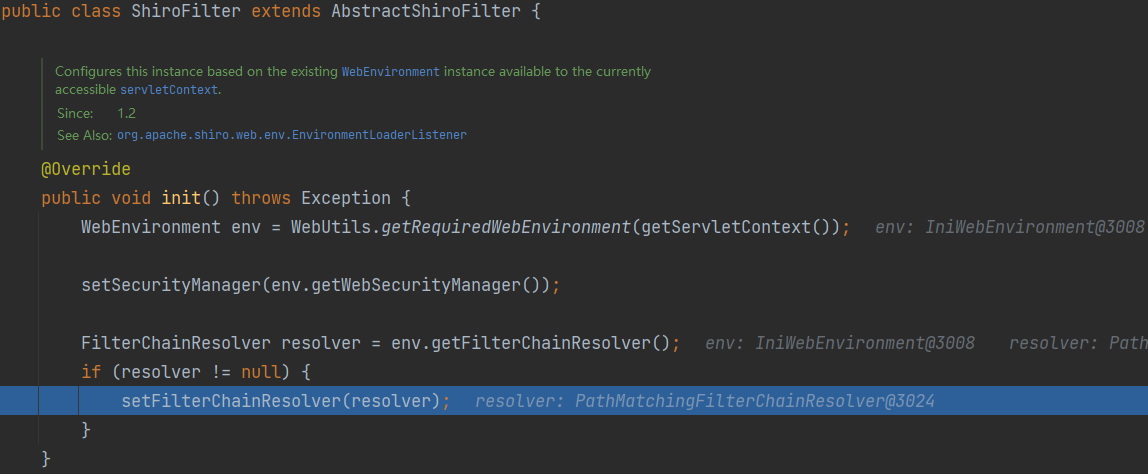 public class ShiroFilter extends AbstractShiroFilter {
Configures this instance based on the existing WebEnvironment instance available to the currently
accessible servletContext.
Since: 1.2
See Also: org.apache.shiro.web.env.EnvironmentLoaderListener
@Override
public void init() throws Exception {
WebEnvironment env = WebUtils.getRequiredWebEnvironment(getServletContext()); env: IniWebEnvironment@3008
setSecurityManager(env.getWebSecurityManager());
FilterChainResolver resolver = env.getFilterChainResolver(); env: IniWebEnvironment@3008 resolver: Path
if (resolver != null) {
setFilterChainResolver(resolver); resolver: PathMatchingFilterChainResolver@3024
}
}